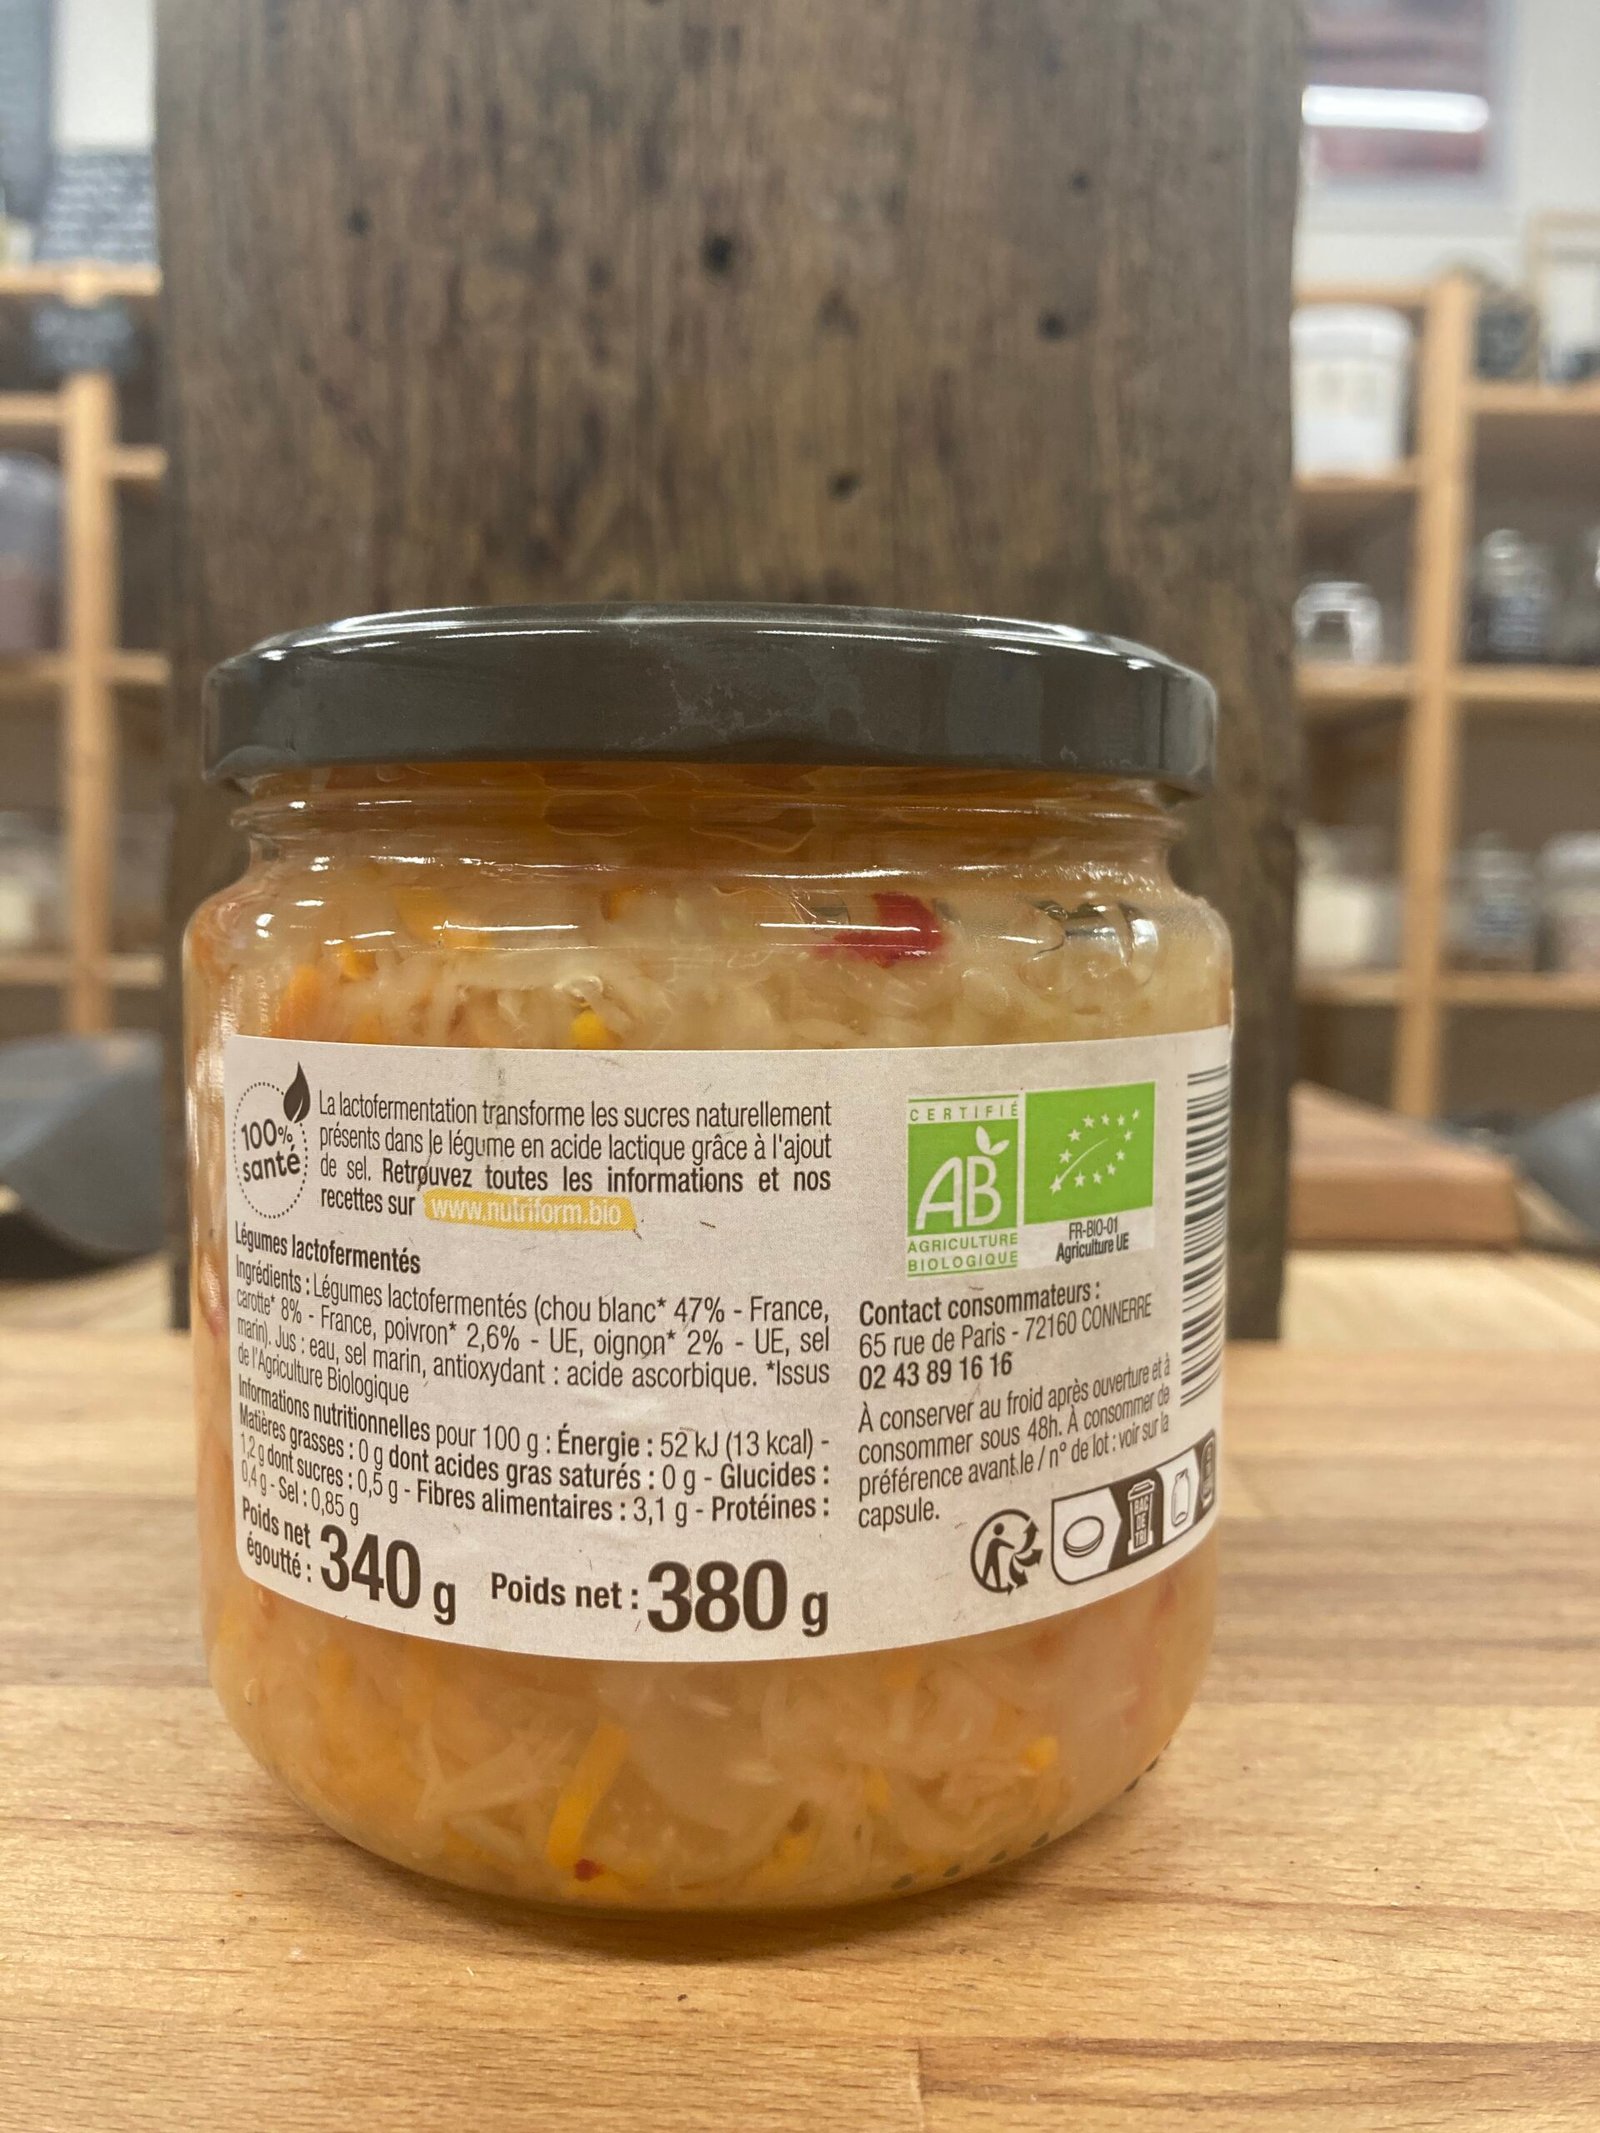 100%
santé
La lactofermentation transforme les sucres naturellement
présents dans le légume en acide lactique grâce à l'ajout
de sel. Retrouvez toutes les informations et nos
recettes sur www.nutriform.bio
Légumes lactofermentés
Ingrédients : Légumes lactofermentés (chou blanc* 47% - France,
carotte* 8% - France, poivron* 2,6% - UE, oignon* 2% - UE, sel
marin). Jus : eau, sel marin, antioxydant : acide ascorbique. *Issus
de l'Agriculture Biologique
Informations nutritionnelles pour 100 g : Énergie : 52 kJ (13 kcal) -
Matières grasses : 0 g dont acides gras saturés : 0 g - Glucides :
1,2 g dont sucres : 0,5 g - Fibres alimentaires : 3,1 g - Protéines :
0,4 g - Sel : 0,85 g
Poids net
égoutté : 340 g
Poids net : 380 g
CERTIFIÉ
AB
AGRICULTURE
BIOLOGIQUE
FR-BIO-01
Agriculture UE
Contact consommateurs :
65 rue de Paris - 72160 CONNERRE
02 43 89 16 16
À conserver au froid après ouverture et à
consommer sous 48h. À consommer de
préférence avant le / n° de lot : voir sur la
capsule.
BAC
DE
TRI